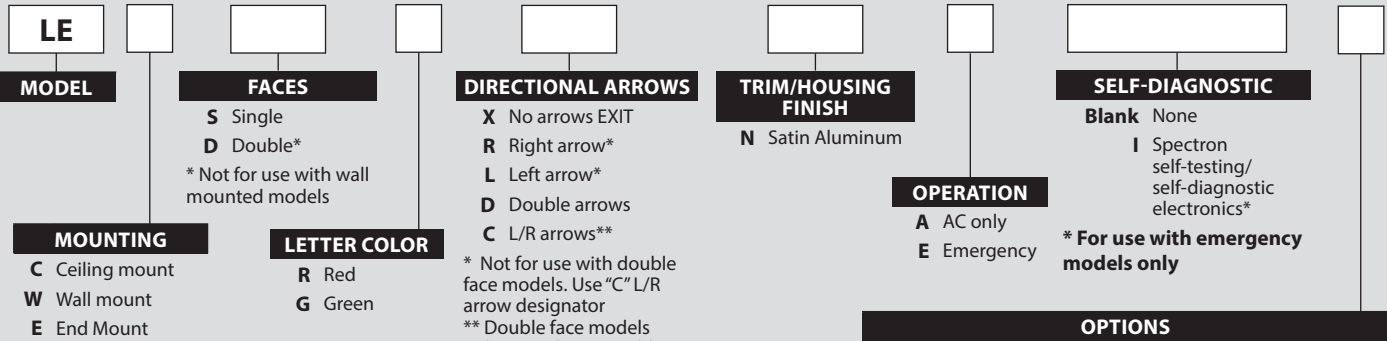 LE
MODEL
FACES
S Single
D Double*
* Not for use with wall
mounted models
MOUNTING
C Ceiling mount
W Wall mount
E End Mount
LETTER COLOR
R Red
G Green
DIRECTIONAL ARROWS
X No arrows EXIT
R Right arrow*
L Left arrow*
D Double arrows
C L/R arrows**
* Not for use with double
face models. Use “C” L/R
arrow designator
** Double face models
TRIM/HOUSING
FINISH
N Satin Aluminum
OPERATION
A AC only
E Emergency
SELF-DIAGNOSTIC
Blank None
I Spectron
self-testing/
self-diagnostic
electronics*
* For use with emergency
models only
OPTIONS